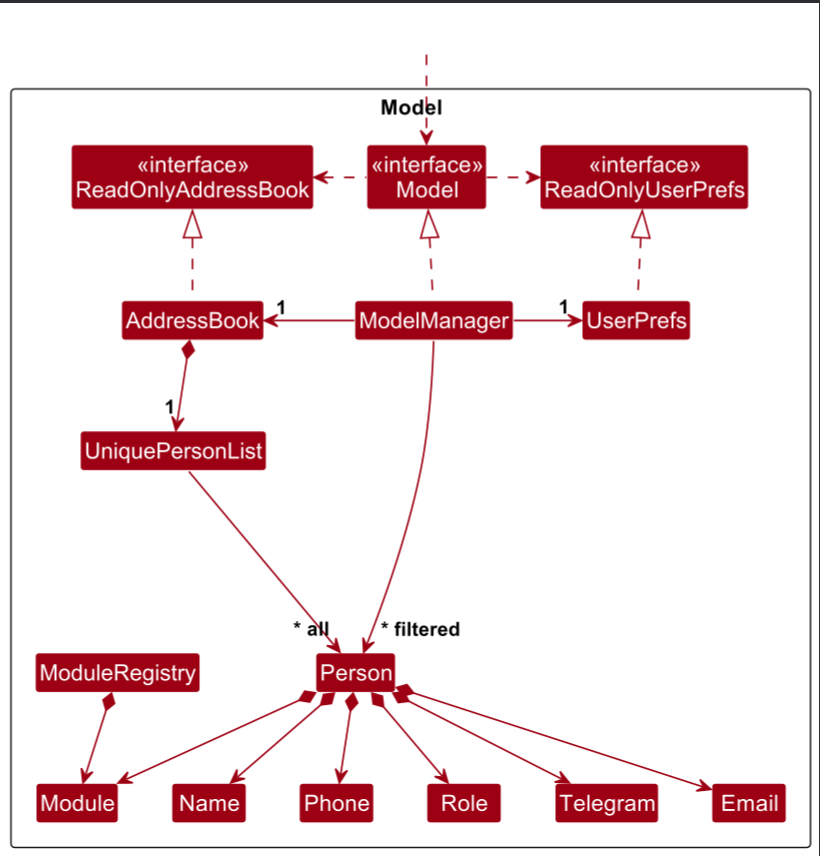 Model
«interface»
ReadOnlyAddressBook
«interface»
Model
«interface»
ReadOnlyUserPrefs
AddressBook
1
ModelManager
1
UserPrefs
1
UniquePersonList
* all
* filtered
ModuleRegistry
Person
Module
Name
Phone
Role
Telegram
Email